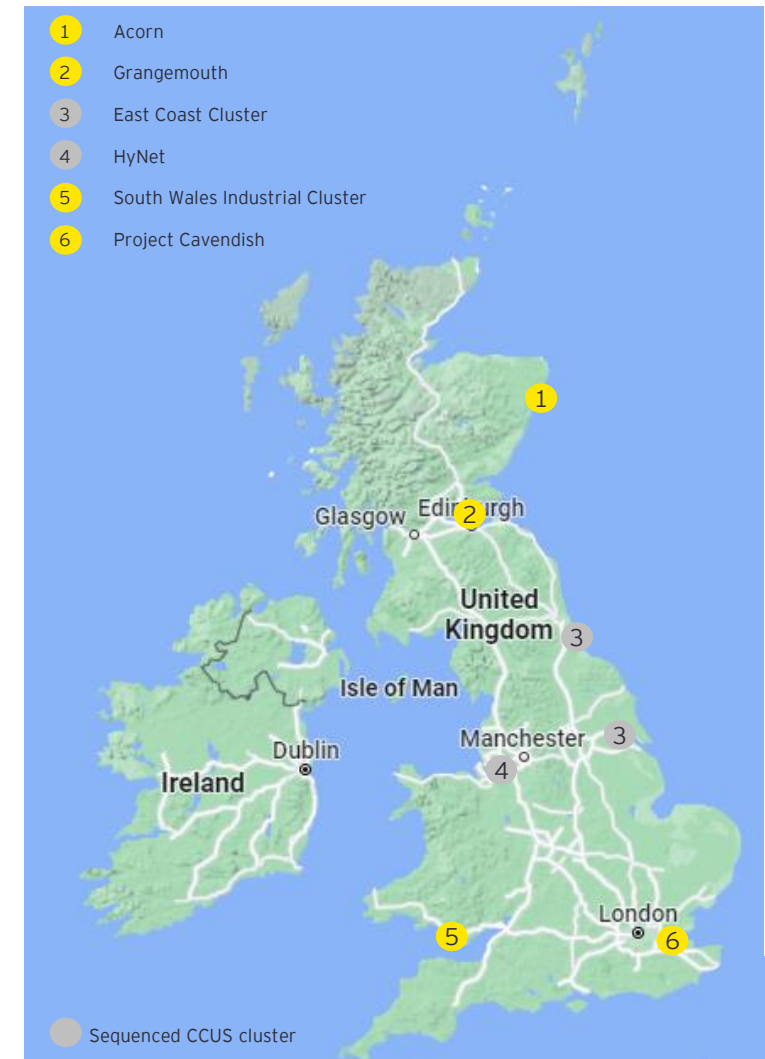 1 Acorn
2 Grangemouth
3 East Coast Cluster
4 HyNet
5 South Wales Industrial Cluster
6 Project Cavendish
1
Glasgow
Edinburgh
2
United
Kingdom
3
Isle of Man
Manchester
3
4
Dublin
Ireland
London
5
6
Sequenced CCUS cluster